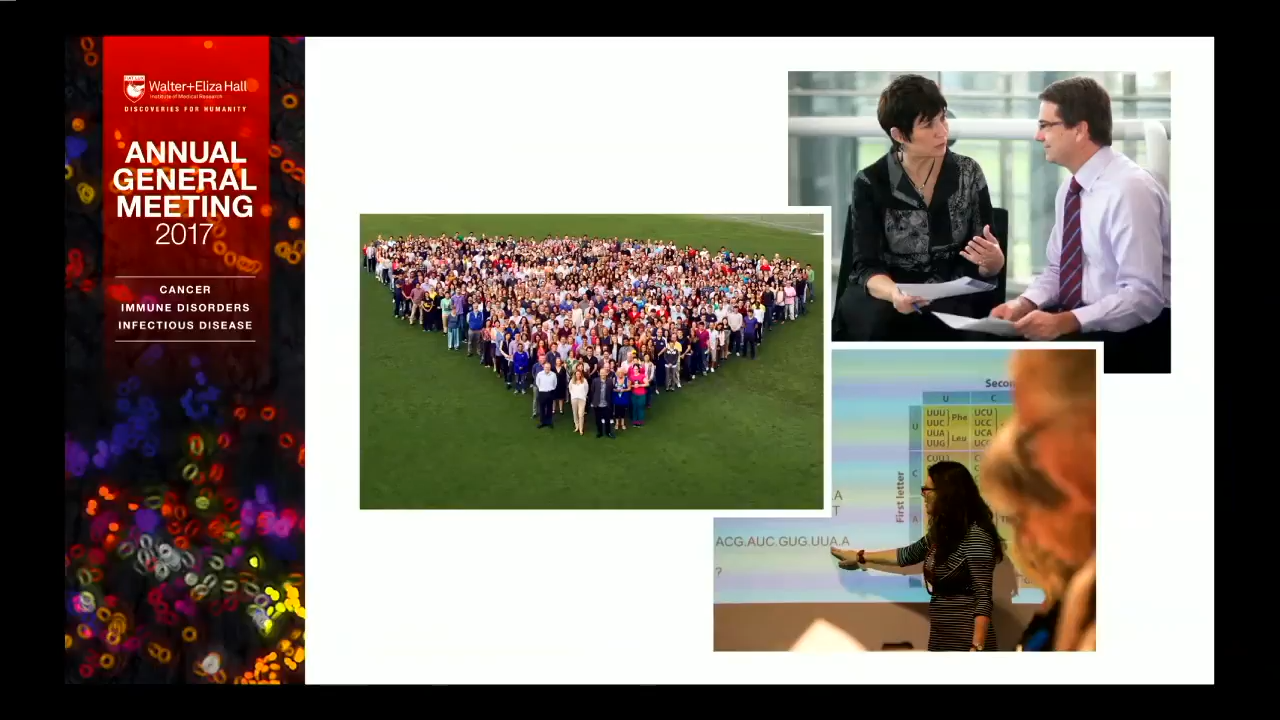 Walter+Eliza Hall
Institute of Medical Research
DISCOVERIES FOR HUMANITY
ANNUAL
GENERAL
MEETING
2017
CANCER
IMMUNE DISORDERS
INFECTIOUS DISEASE
U
C
First letter
U
UUU
UUC
Phe
UUA
UUG
Leu
UCU
UCC
UCA
C
CUU
A
A
T
ACG.AUC.GUG.UUA.A
?